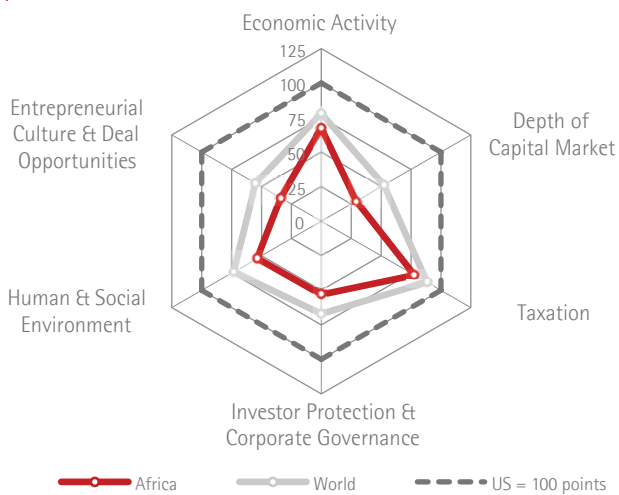 Economic Activity
125
100
75
50
25
0
Entrepreneurial
Culture & Deal
Opportunities
Depth of
Capital Market
Human & Social
Environment
Taxation
Investor Protection &
Corporate Governance
Africa
World
US = 100 points